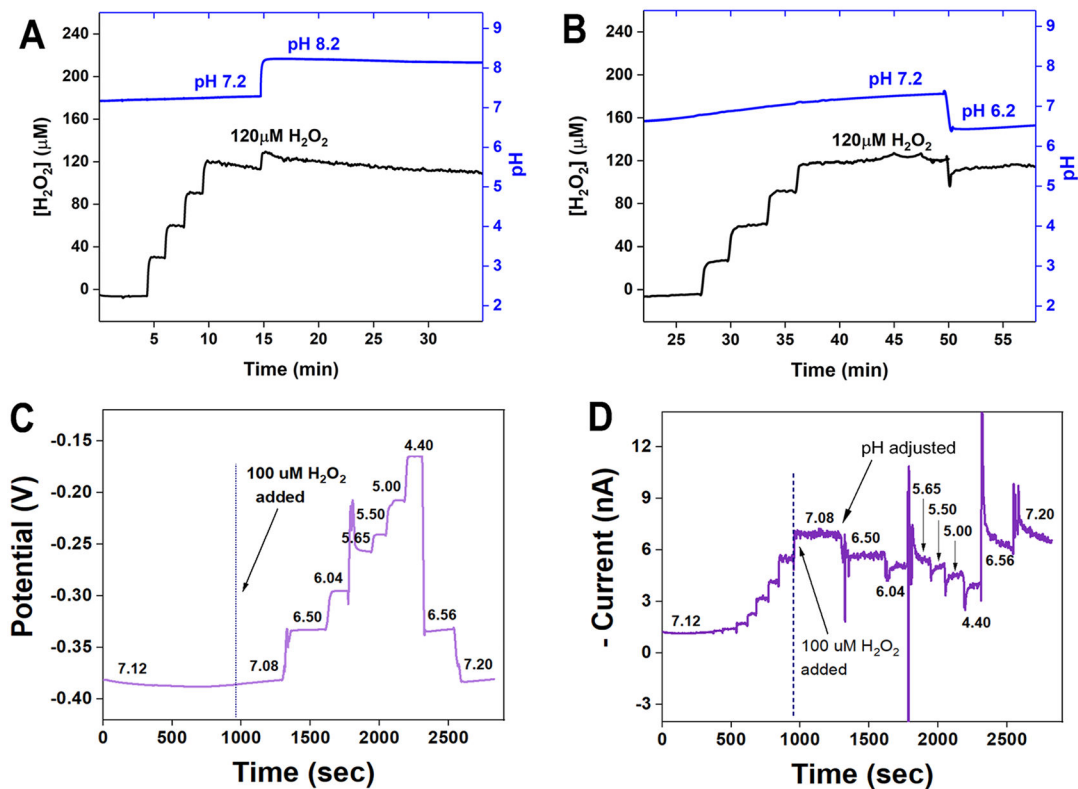 A
240
200
160
120
80
40
0
[H₂O₂] (μM)
pH 8.2
pH 7.2
120μM H₂O₂
9
8
7
6
5
4
3
2
pH
5 10 15 20 25 30
Time (min)
B
240
200
160
120
80
40
0
[H₂O₂] (μM)
pH 7.2
pH 6.2
120μM H₂O₂
9
8
7
6
5
4
3
2
pH
25 30 35 40 45 50 55
Time (min)
C
-0.15
-0.20
-0.25
-0.30
-0.35
-0.40
Potential (V)
100 uM H₂O₂
added
4.40
5.00
5.50
5.65
6.04
6.50
6.56
7.12
7.08
7.20
0 500 1000 1500 2000 2500
Time (sec)
D
12
9
6
3
0
-3
- Current (nA)
pH adjusted
5.65
5.50
5.00
7.08
6.50
7.20
6.56
6.04
4.40
7.12
100 uM H₂O₂
added
0 500 1000 1500 2000 2500
Time (sec)